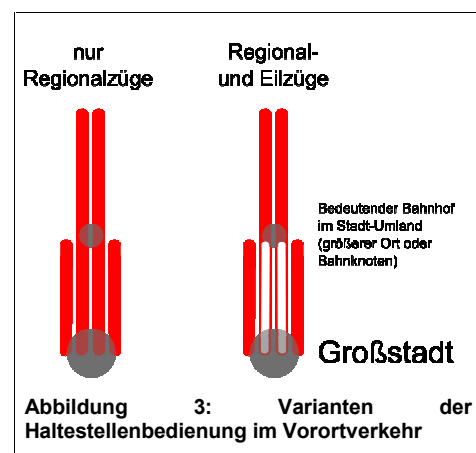 nur
Regionalzüge
Regional-
und Eilzüge
Bedeutender Bahnhof
im Stadt-Umland
(größerer Ort oder
Bahnknoten)
Großstadt
Abbildung 3: Varianten der
Haltestellenbedienung im Vorortverkehr